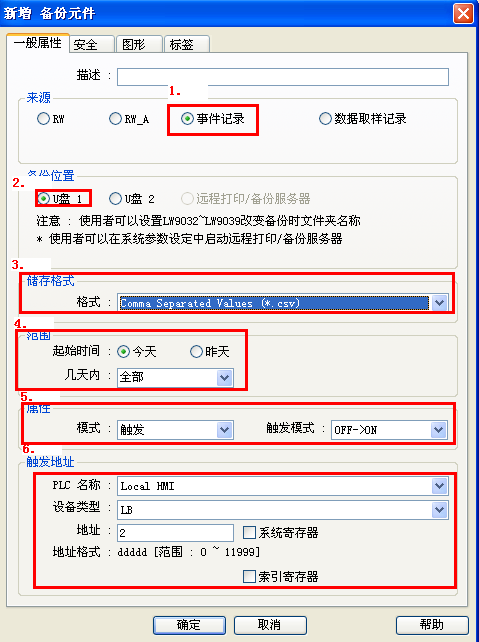 新增 备份元件
一般属性 安全 图形 标签
描述 :
1.
来源
RW RW_A 事件记录 数据取样记录
备份位置
2.
U盘 1 U盘 2 远程打印/备份服务器
注意 : 使用者可以设置LW9032~LW9039改变备份时文件夹名称
* 使用者可以在系统参数设定中启动远程打印/备份服务器
3.
储存格式
格式 : Comma Separated Values (*.csv)
4.
范围
起始时间 : 今天 昨天
几天内 : 全部
5.
属性
模式 : 触发 触发模式 : OFF->ON
6.
触发地址
PLC 名称 : Local HMI
设备类型 : LB
地址 : 2 系统寄存器
地址格式 : ddddd [范围 : 0 ~ 11999]
索引寄存器
确定 取消 帮助